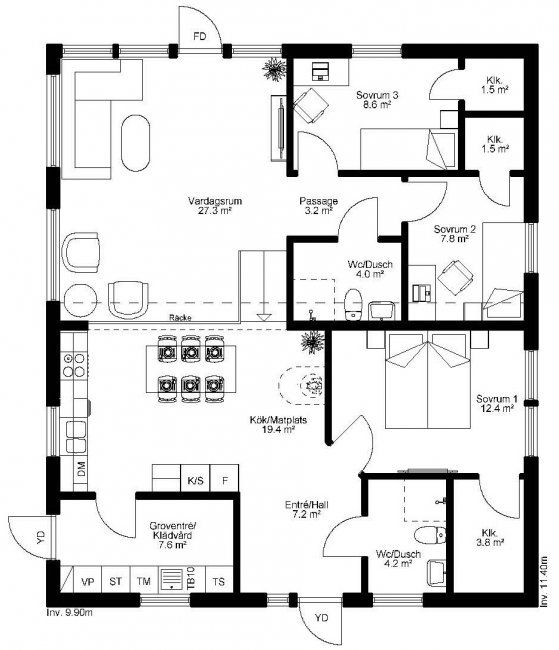 FD
Sovrum 3
8.6 m²
Klk.
1.5 m²
Klk.
1.5 m²
Vardagsrum
27.3 m²
Passage
3.2 m²
Sovrum 2
7.8 m²
Wc/Dusch
4.0 m²
Räcke
Kök/Matplats
19.4 m²
Sovrum 1
12.4 m²
DM
K/S
F
Entré/Hall
7.2 m²
YD
Groventré/
Klädvård
7.6 m²
Klk.
3.8 m²
Wc/Dusch
4.2 m²
VP
ST
TM
TB10
TS
Inv. 9.90m
Inv. 11.40m
YD